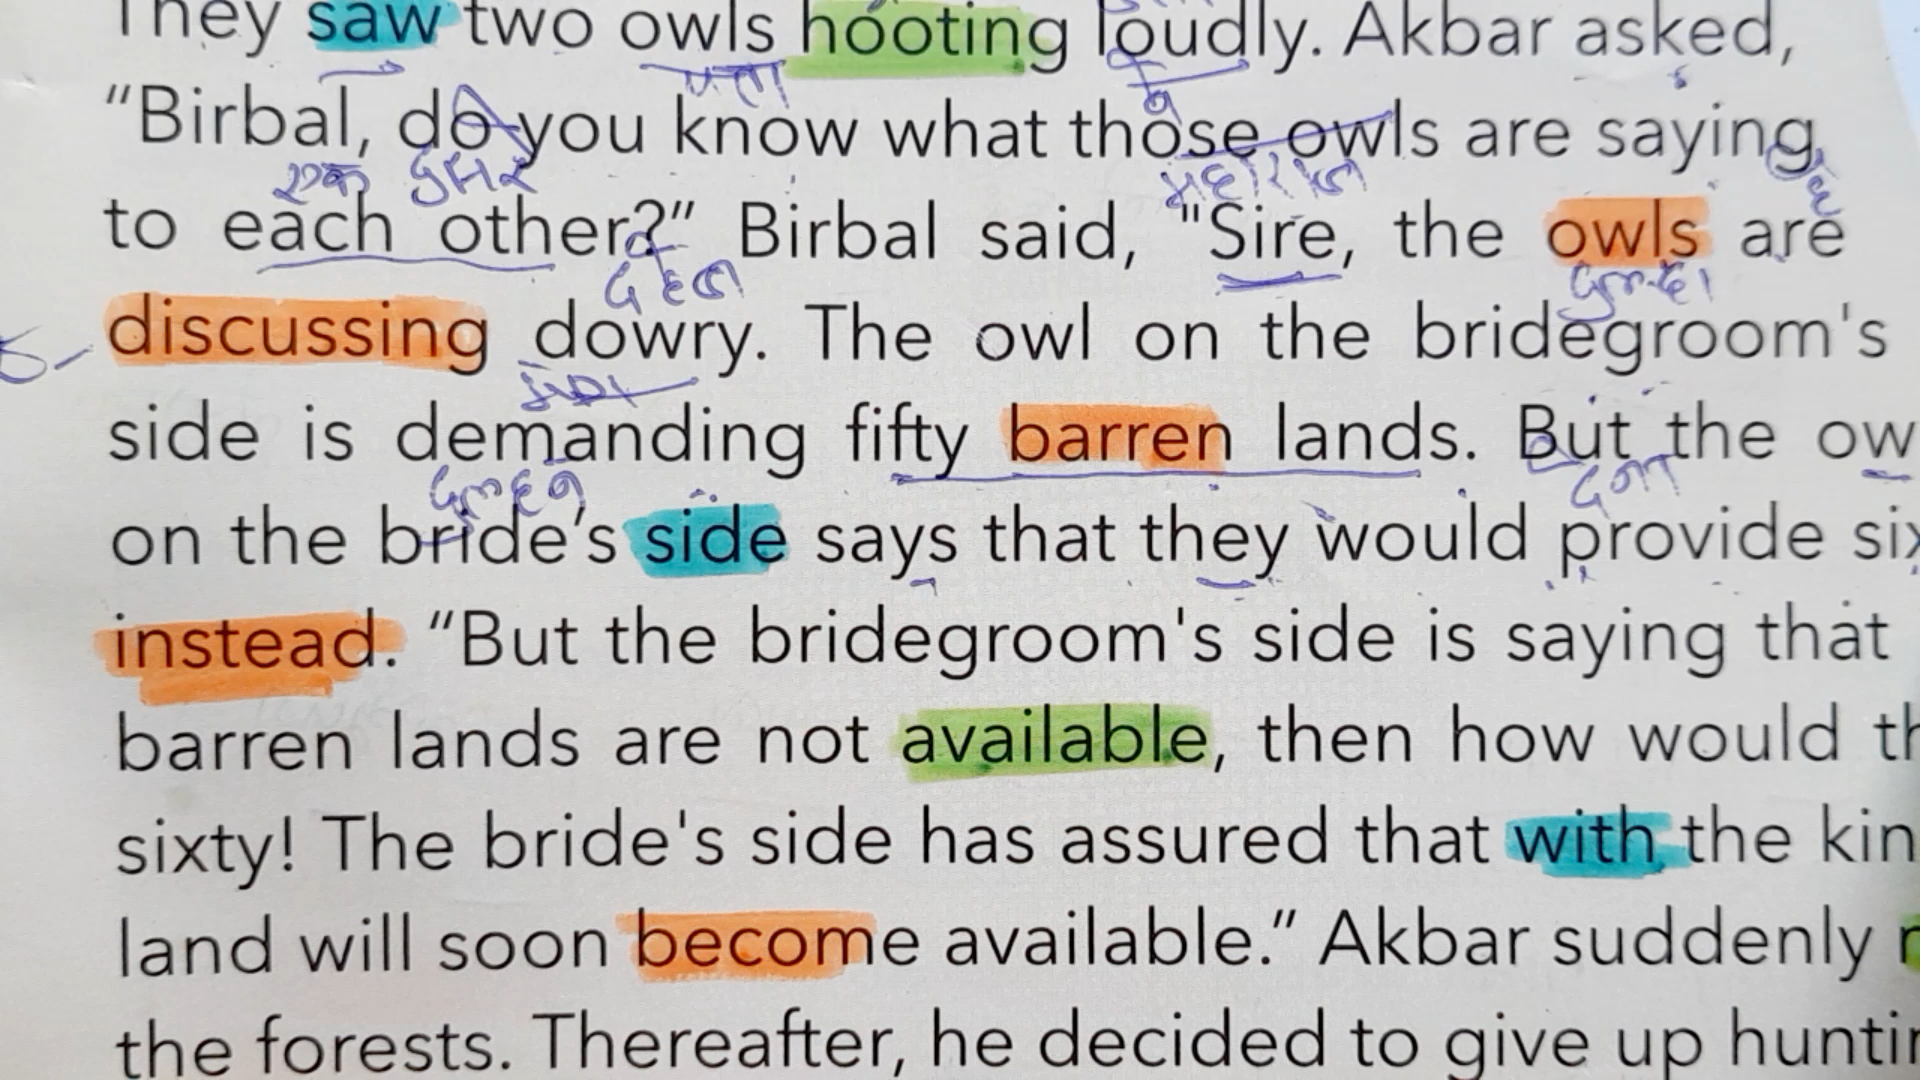 They saw two owls hooting loudly. Akbar asked,
“Birbal, do you know what those owls are saying
to each other?” Birbal said, "Sire, the owls are
discussing dowry. The owl on the bridegroom's
side is demanding fifty barren lands. But the ow
on the bride’s side says that they would provide six
instead. “But the bridegroom's side is saying that
barren lands are not available, then how would th
sixty! The bride's side has assured that with the kin
land will soon become available.” Akbar suddenly
the forests. Thereafter, he decided to give up huntin